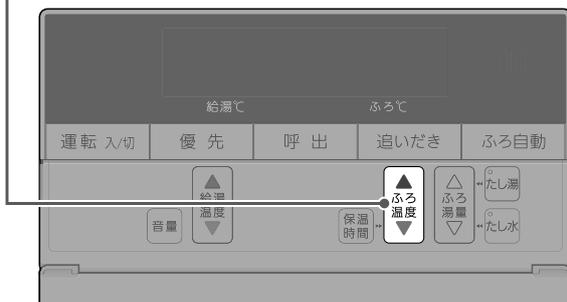 給湯℃ ふろ℃
運転 入/切 優先 呼出 追いだき ふろ自動
▲ 給湯温度 ▼
音量
保温時間
▲ ふろ温度 ▼
△ ふろ湯量 ▽
たし湯
たし水